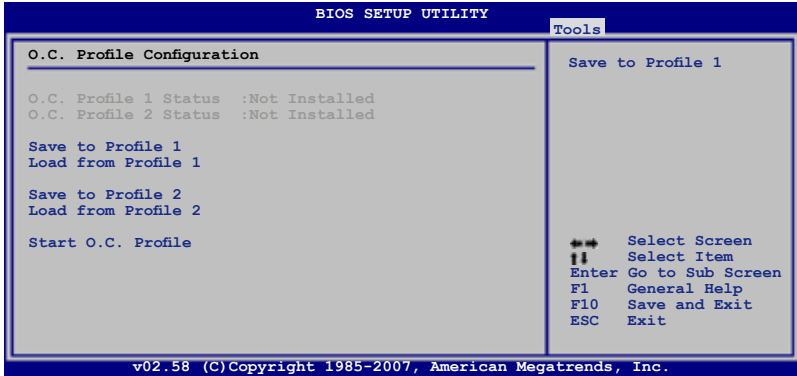 BIOS SETUP UTILITY
Tools
O.C. Profile Configuration
O.C. Profile 1 Status :Not Installed
O.C. Profile 2 Status :Not Installed
Save to Profile 1
Load from Profile 1
Save to Profile 2
Load from Profile 2
Start O.C. Profile
Save to Profile 1
Select Screen
Select Item
Enter Go to Sub Screen
F1 General Help
F10 Save and Exit
ESC Exit
v02.58 (C)Copyright 1985-2007, American Megatrends, Inc.